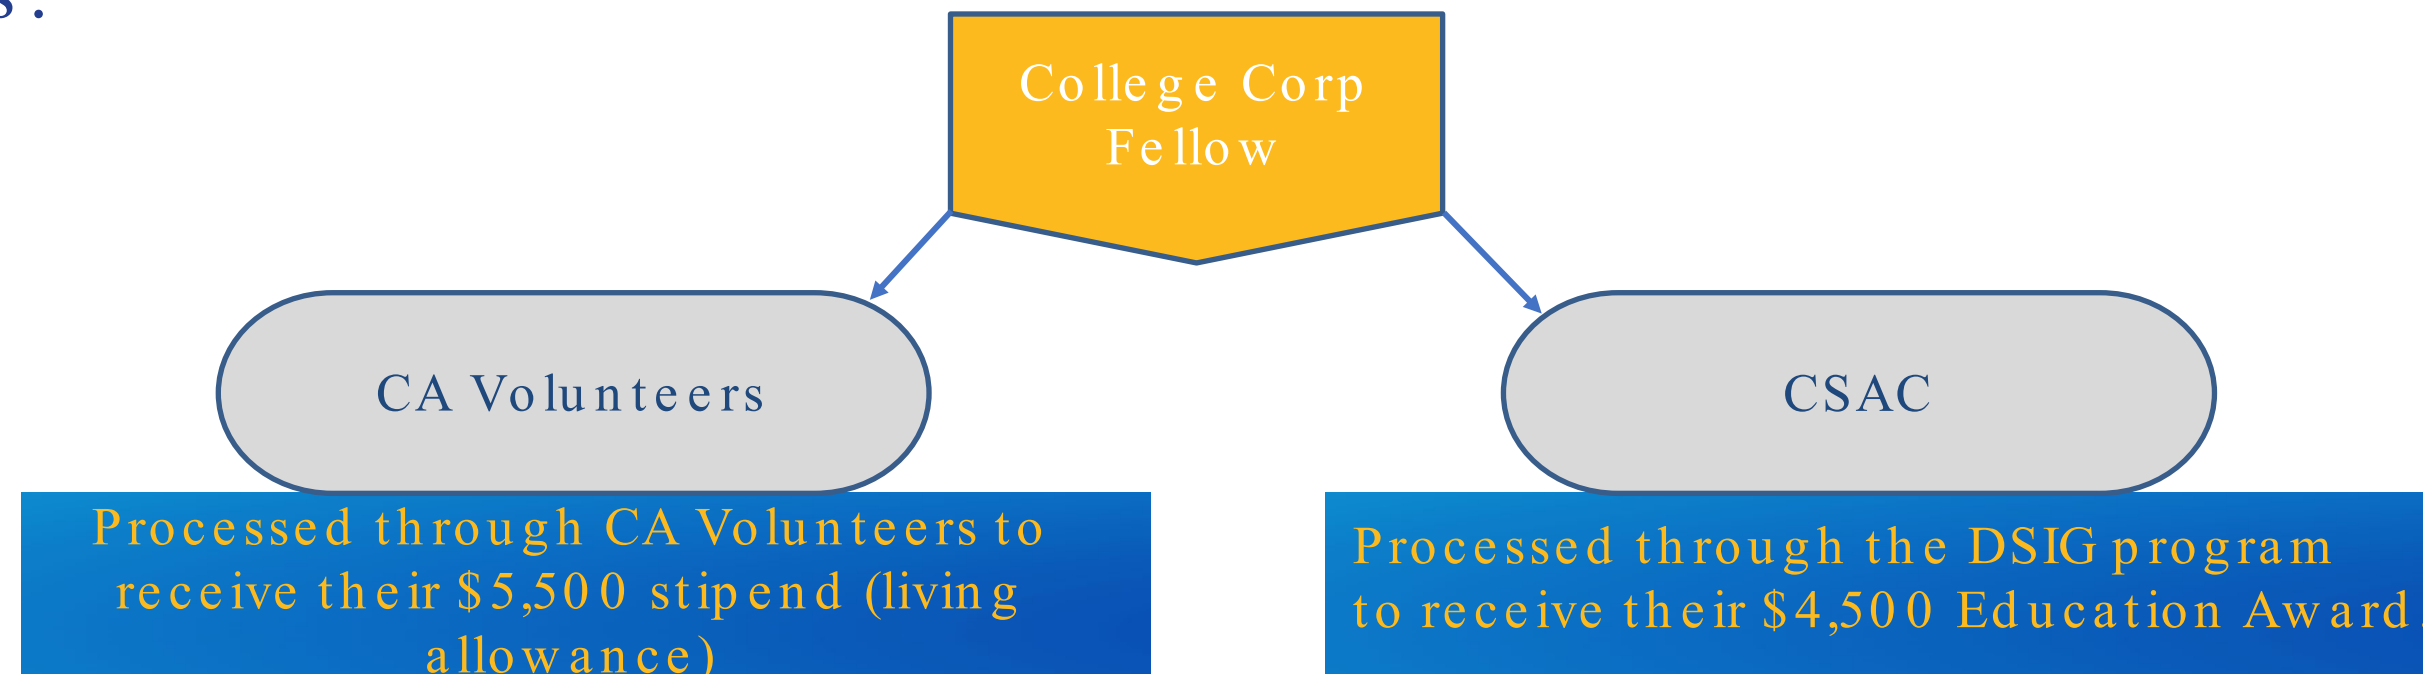 s.
College Corp
Fellow
CA Volunteers
CSAC
Processed through CA Volunteers to
receive their $5,500 stipend (living
allowance)
Processed through the DSIG program
to receive their $4,500 Education Award.